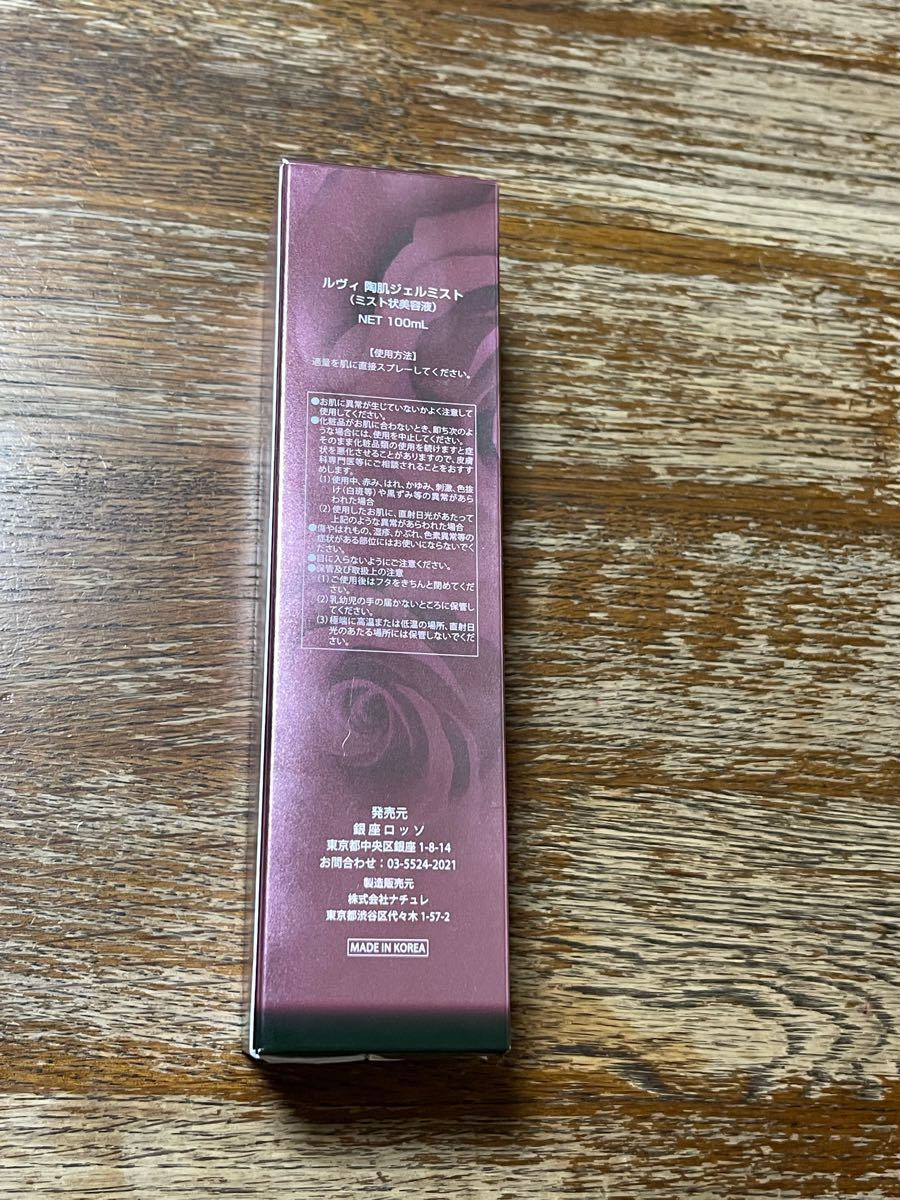 ルヴィ 陶肌ジェルミスト
(ミスト状美容液)
NET 100mL
【使用方法】
適量を肌に直接スプレーしてください。
●お肌に異常が生じていないかよく注意して
使用してください。
●化粧品がお肌に合わないとき、即ち次のよ
うな場合には、使用を中止してください。
そのまま化粧品類の使用を続けますと症
状を悪化させることがありますので、皮膚
科専門医等にご相談されることをおすす
めします。
(1)使用中、赤み、はれ、かゆみ、刺激、色抜
け(白斑等)や黒ずみ等の異常があら
われた場合
(2)使用したお肌に、直射日光があたって
上記のような異常があらわれた場合
●傷やはれもの、湿疹、かぶれ、色素異常等の
症状がある部位にはお使いにならないでく
ださい。
●目に入らないようにご注意ください。
●保管及び取扱上の注意
(1)ご使用後はフタをきちんと閉めてくだ
さい。
(2)乳幼児の手の届かないところに保管し
てください。
(3)極端に高温または低温の場所、直射日
光のあたる場所には保管しないでくだ
さい。
発売元
銀座ロッソ
東京都中央区銀座1-8-14
お問合わせ:03-5524-2021
製造販売元
株式会社ナチュレ
東京都渋谷区代々木1-57-2
MADE IN KOREA